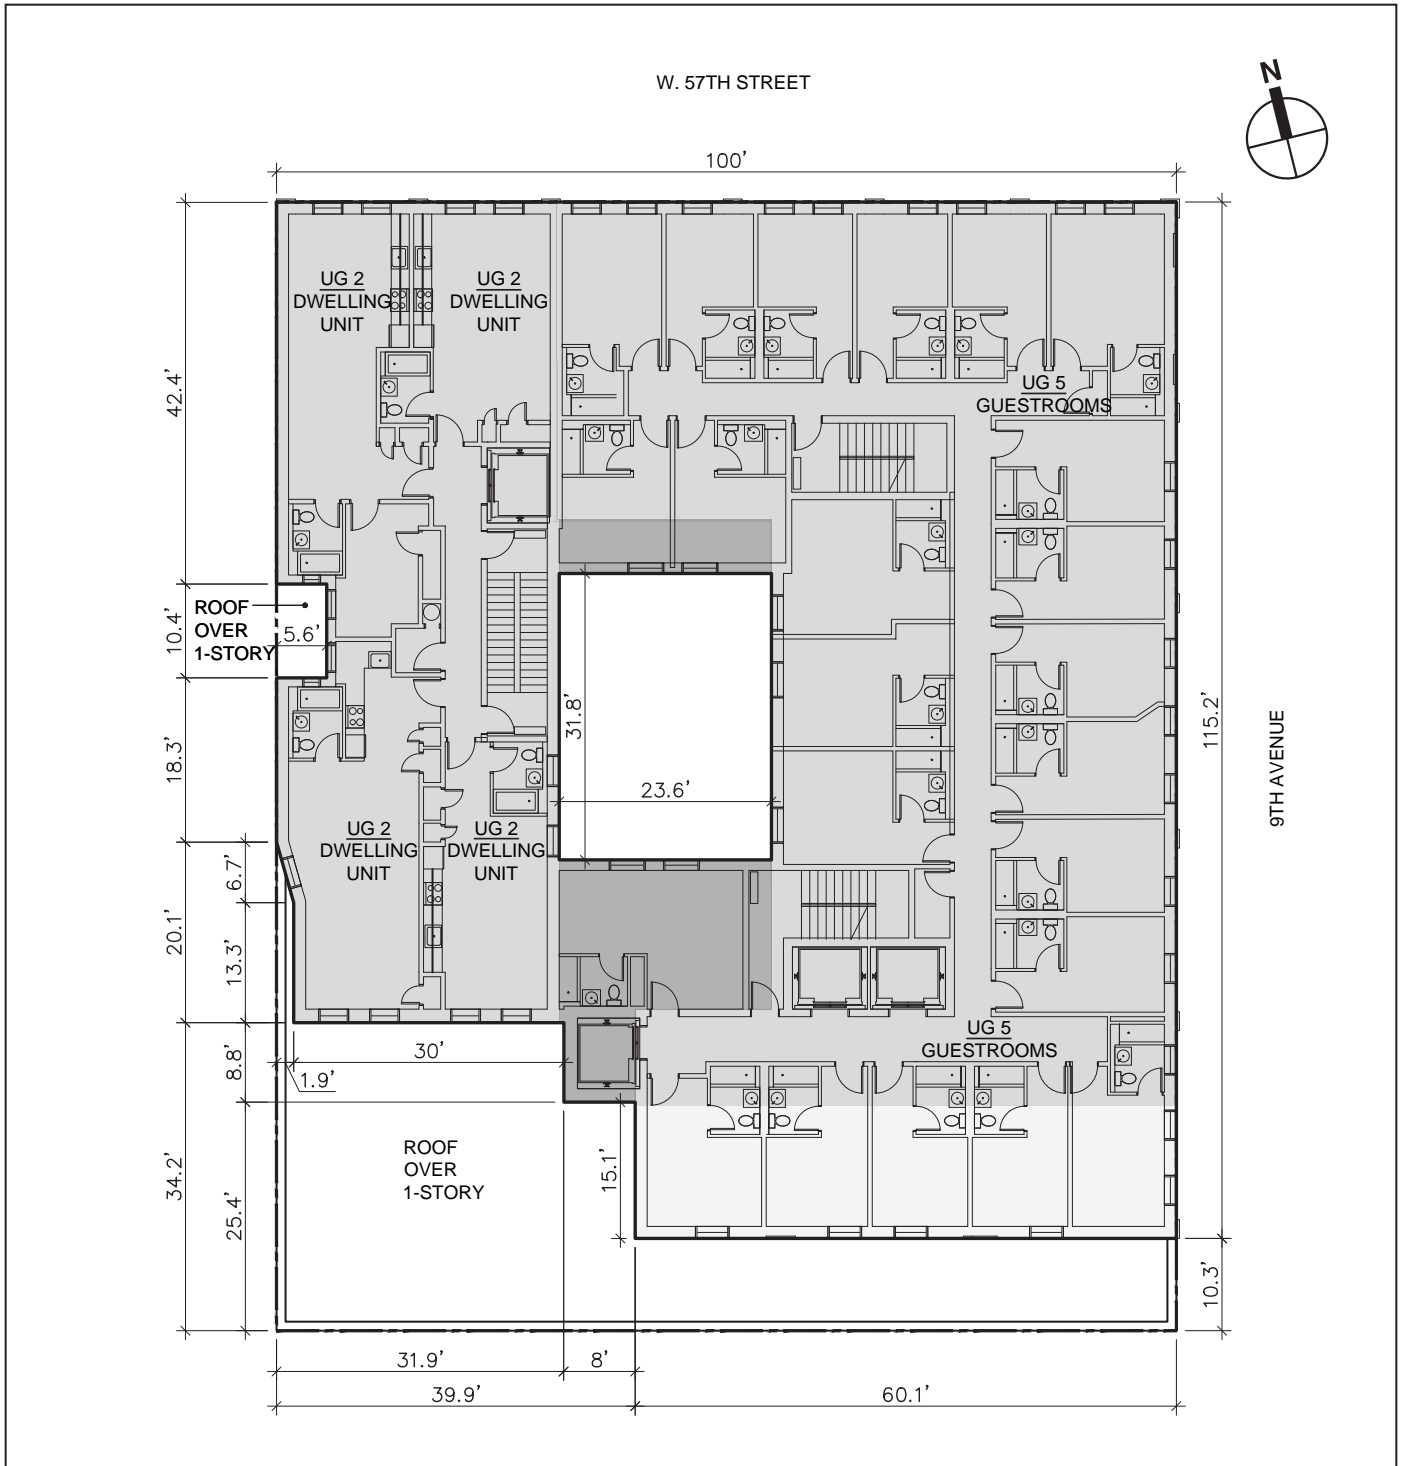 W. 57TH STREET
N
100'
UG 2
DWELLING
UNIT
UG 2
DWELLING
UNIT
42.4'
UG 5
GUESTROOMS
ROOF
OVER
1-STORY
10.4'
5.6'
31.8'
23.6'
18.3'
115.2'
9TH AVENUE
UG 2
DWELLING
UNIT
UG 2
DWELLING
UNIT
6.7'
20.1'
13.3'
UG 5
GUESTROOMS
8.8'
30'
1.9'
ROOF
OVER
1-STORY
15.1'
34.2'
25.4'
10.3'
31.9'
8'
39.9'
60.1'